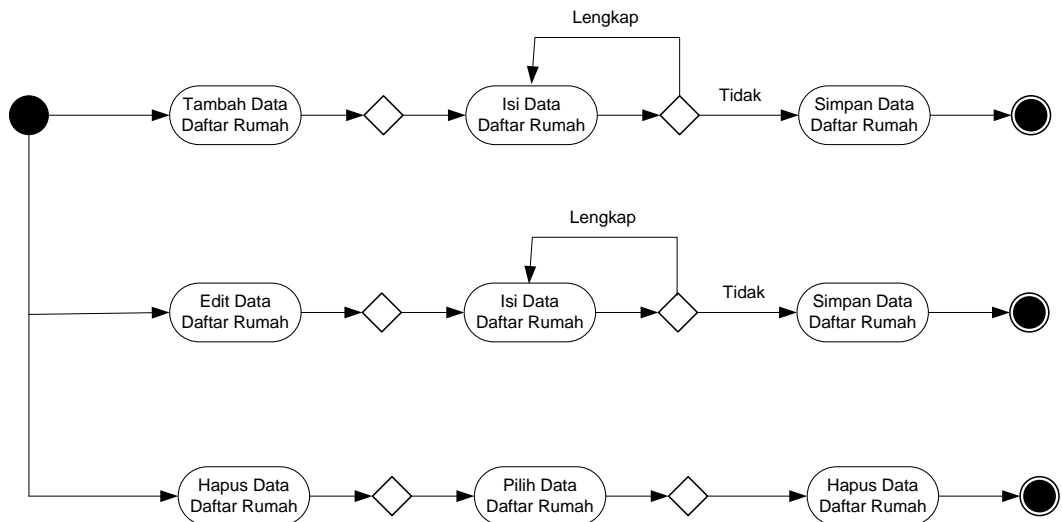 Lengkap
Tambah Data
Daftar Rumah
Isi Data
Daftar Rumah
Tidak
Simpan Data
Daftar Rumah
Lengkap
Edit Data
Daftar Rumah
Isi Data
Daftar Rumah
Tidak
Simpan Data
Daftar Rumah
Hapus Data
Daftar Rumah
Pilih Data
Daftar Rumah
Hapus Data
Daftar Rumah